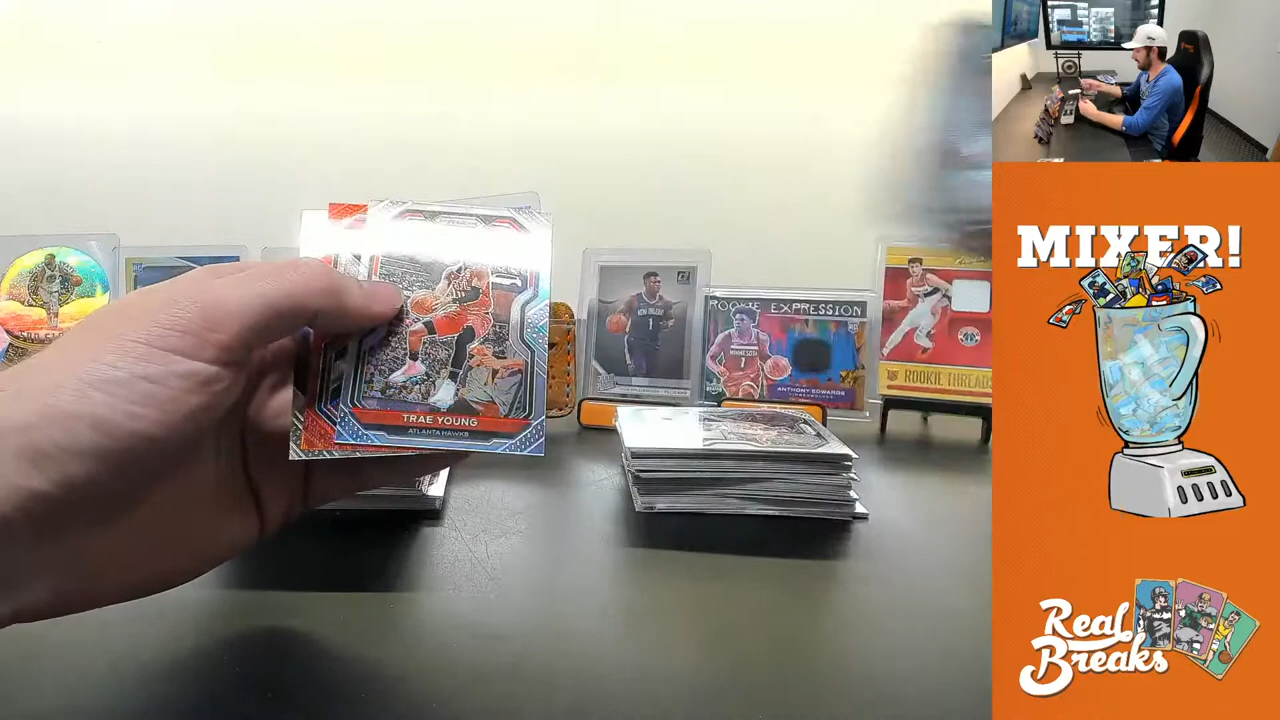 MIXER!
ROOKIE EXPRESSION
ANTHONY EDWARDS
ROOKIE THREADS
TRAE YOUNG
ATLANTA HAWKS
Real
Breaks